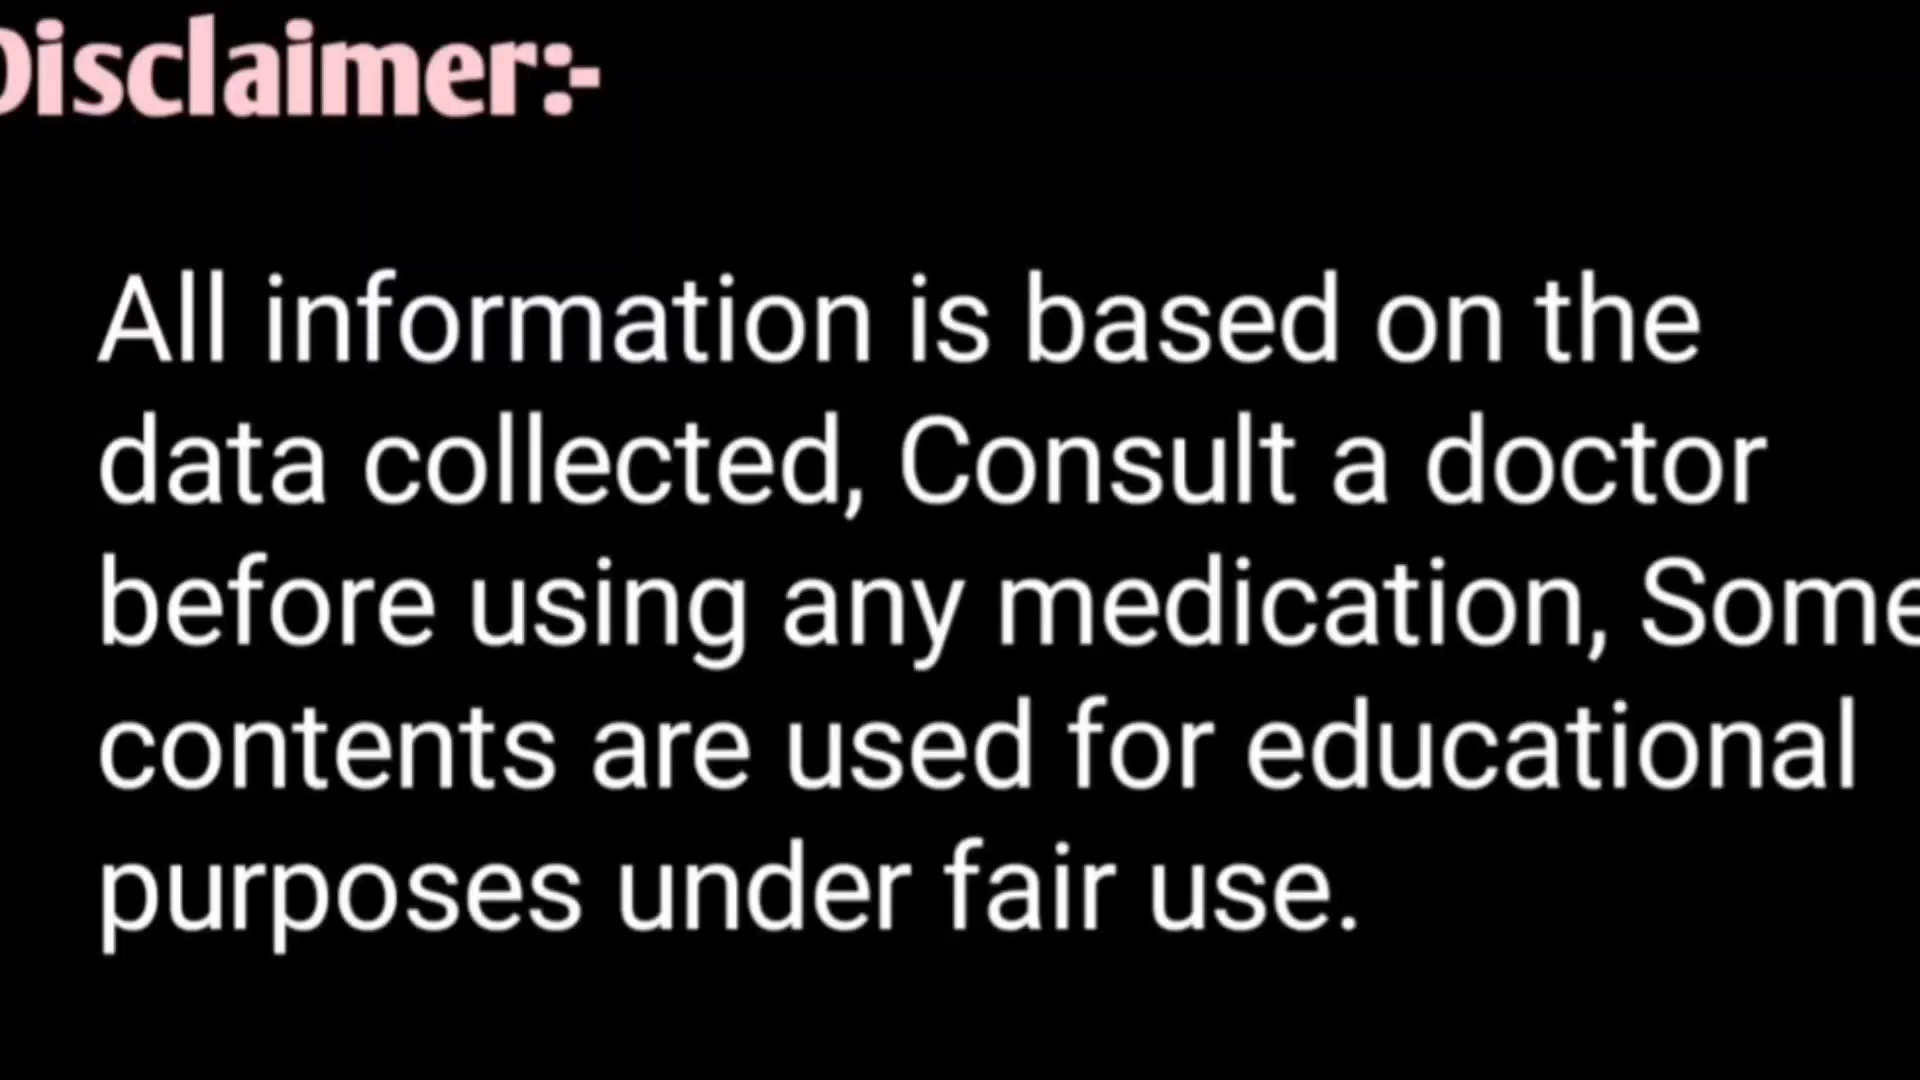 Disclaimer:-
All information is based on the
data collected, Consult a doctor
before using any medication, Some
contents are used for educational
purposes under fair use.